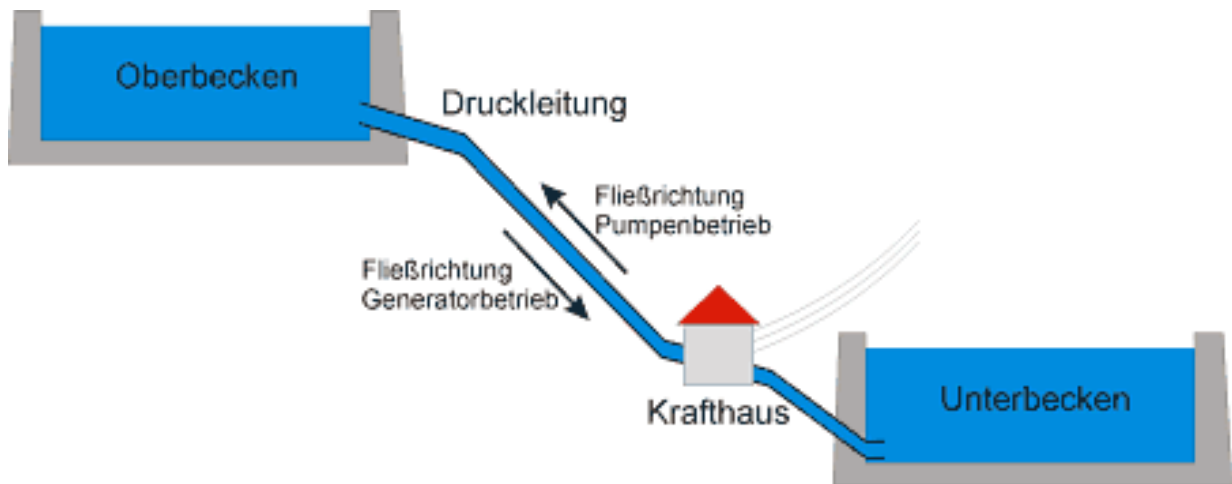 Oberbecken
Druckleitung
Fließrichtung
Pumpenbetrieb
Fließrichtung
Generatorbetrieb
Krafthaus
Unterbecken